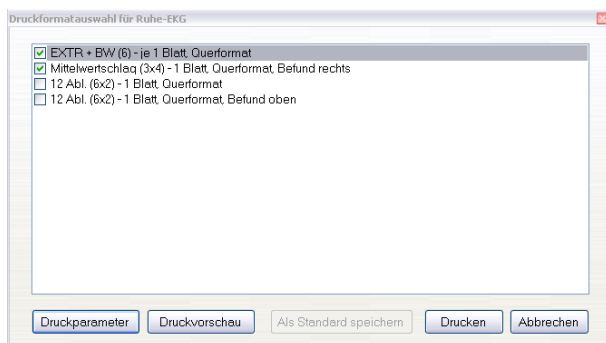 Druckformatauswahl für Ruhe-EKG
EXTR + BW (6) - je 1 Blatt, Querformat
Mittelwertschlag (3x4) - 1 Blatt, Querformat, Befund rechts
12 Abl. (6x2) - 1 Blatt, Querformat
12 Abl. (6x2) - 1 Blatt, Querformat, Befund oben
Druckparameter Druckvorschau Als Standard speichern Drucken Abbrechen